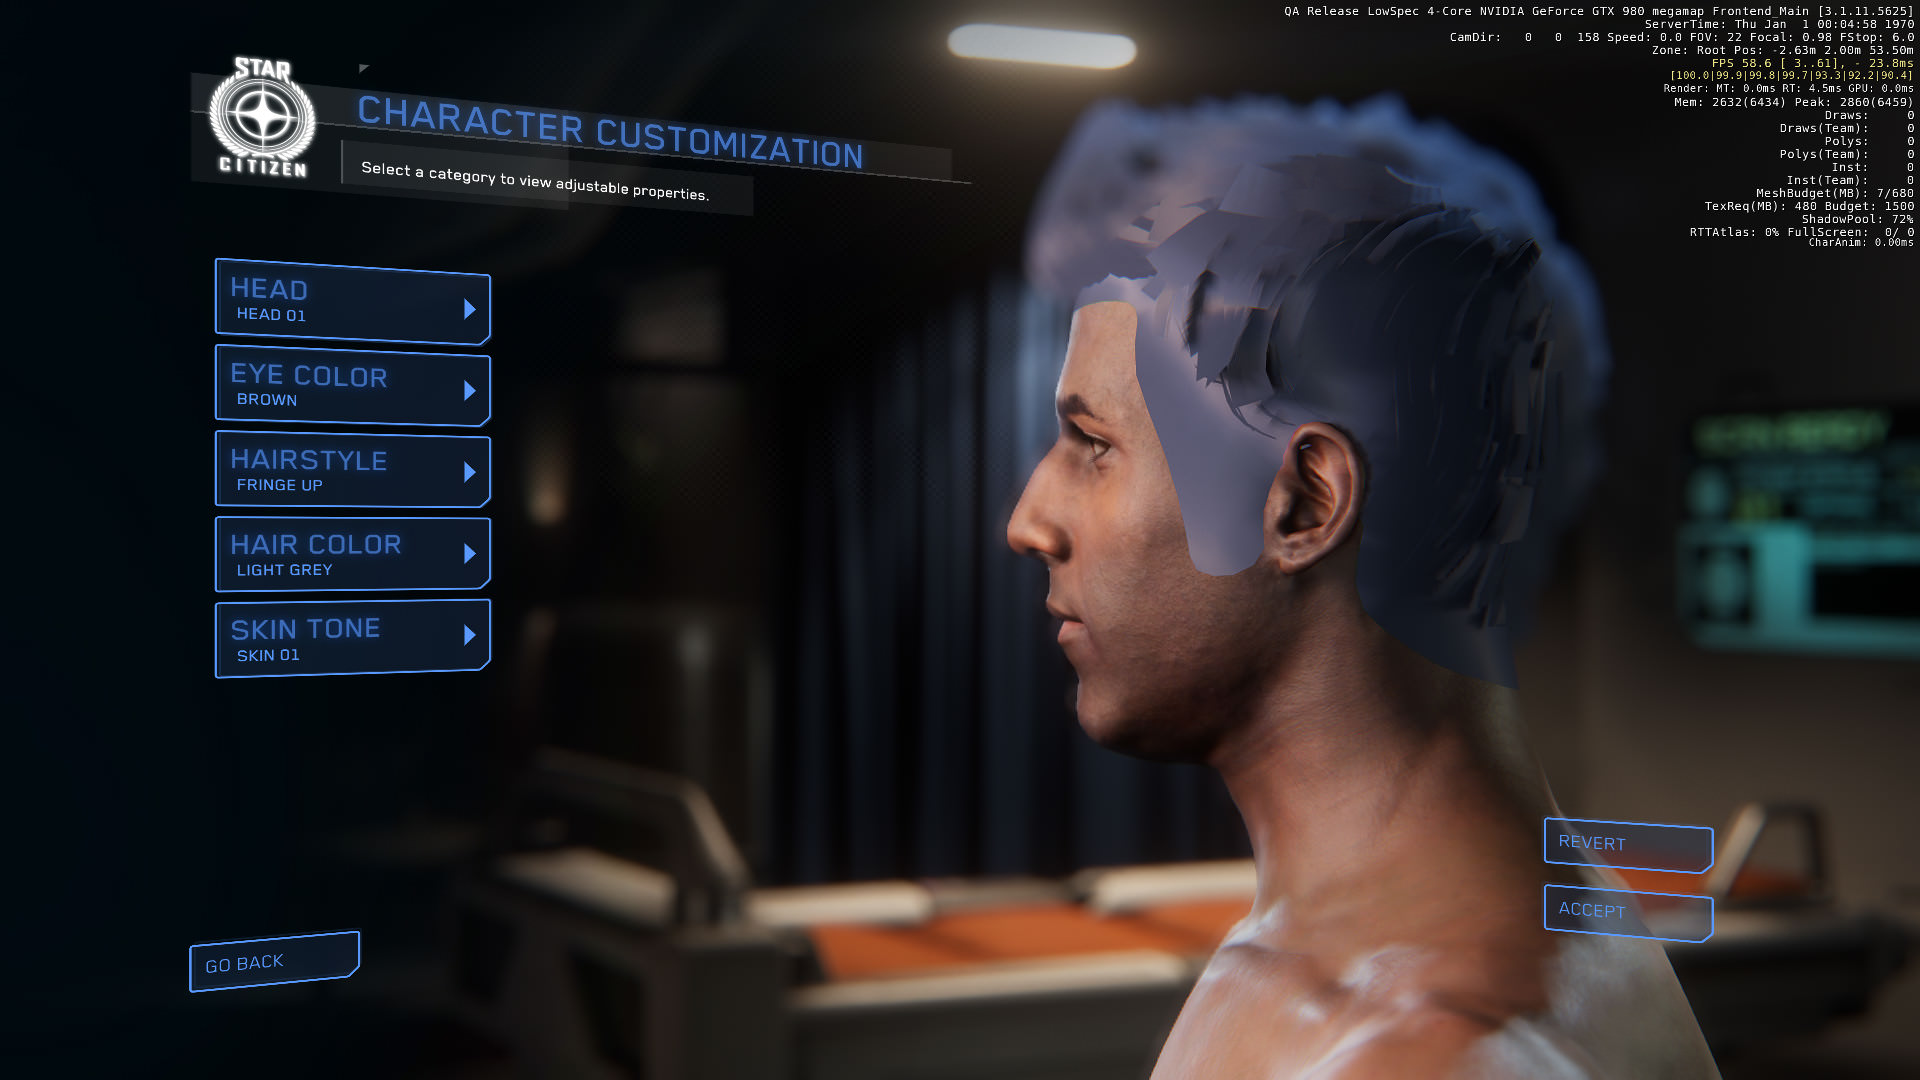 QA Release LowSpec 4-Core NVIDIA GeForce GTX 980 megamap Frontend_Main [3.1.11.5625]
ServerTime: Thu Jan  1 00:04:58 1970
CamDir:   0   0  158 Speed: 0.0 FOV: 22 Focal: 0.98 FStop: 6.0
Zone: Root Pos: -2.63m 2.00m 53.50m
FPS 58.6 [ 3..61], - 23.8ms
[100.0|99.9|99.8|99.7|93.3|92.2|90.4]
Render: MT: 0.0ms RT: 4.5ms GPU: 0.0ms
Mem: 2632(6434) Peak: 2860(6459)
Draws:     0
Draws(Team):     0
Polys:     0
Polys(Team):     0
Inst:     0
Inst(Team):     0
MeshBudget(MB): 7/680
TexReq(MB): 480 Budget: 1500
ShadowPool: 72%
RTTAtlas: 0% FullScreen:  0/ 0
CharAnim: 0.00ms
STAR
CITIZEN
CHARACTER CUSTOMIZATION
Select a category to view adjustable properties.
HEAD
HEAD 01
EYE COLOR
BROWN
HAIRSTYLE
FRINGE UP
HAIR COLOR
LIGHT GREY
SKIN TONE
SKIN 01
REVERT
ACCEPT
GO BACK